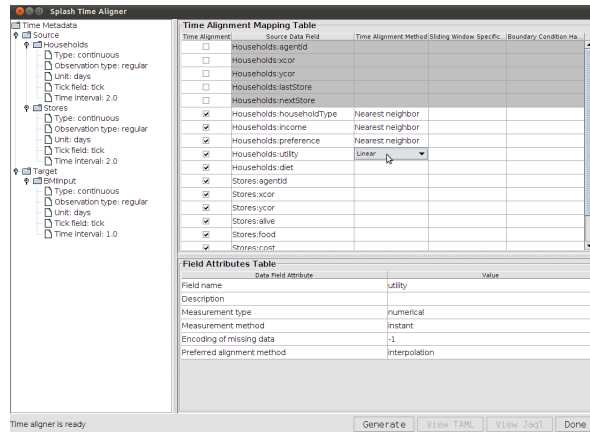 Splash Time Aligner
Time Metadata
Source
Households
Type: continuous
Observation type: regular
Unit: days
Tick field: tick
Time interval: 2.0
Stores
Type: continuous
Observation type: regular
Unit: days
Tick field: tick
Time interval: 2.0
Target
BMIinput
Type: continuous
Observation type: regular
Unit: days
Tick field: tick
Time interval: 1.0
Time Alignment Mapping Table
Time Alignment Source Data Field Time Alignment Method Sliding Window Specific... Boundary Condition Ha...
Households:agentid
Households:xcor
Households:ycor
Households:lastStore
Households:nextStore
Households:householdType Nearest neighbor
Households:income Nearest neighbor
Households:preference Nearest neighbor
Households:utility Linear
Households:diet
Stores:agentid
Stores:xcor
Stores:ycor
Stores:alive
Stores:food
Stores:cost
Field Attributes Table
Data Field Attribute Value
Field name utility
Description
Measurement type numerical
Measurement method instant
Encoding of missing data -1
Preferred alignment method interpolation
Time aligner is ready Generate View TAML View Jaql Done